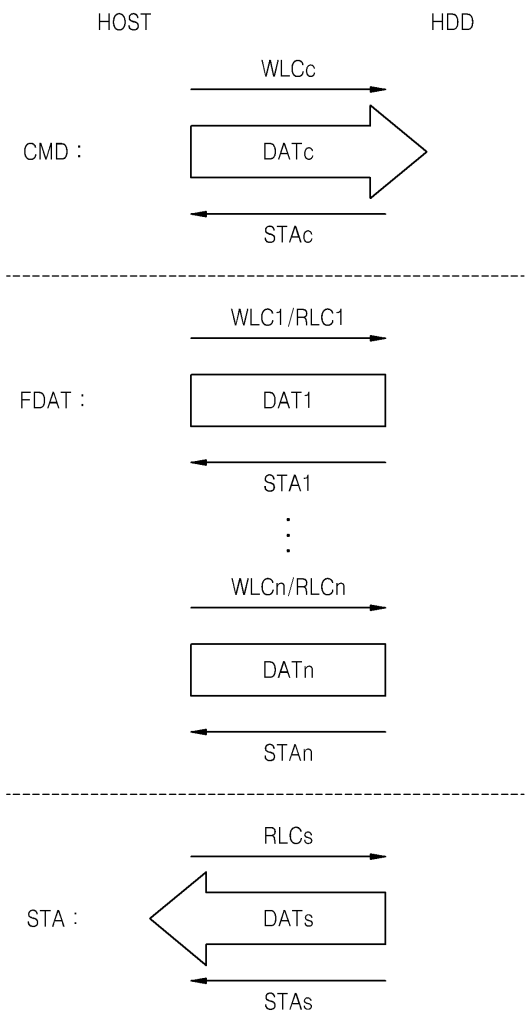 HOST HDD
WLCc
CMD : DATc
STAc
WLC1/RLC1
FDAT : DAT1
STA1
WLCn/RLCn
DATn
STAn
RLCs
STA : DATs
STAs